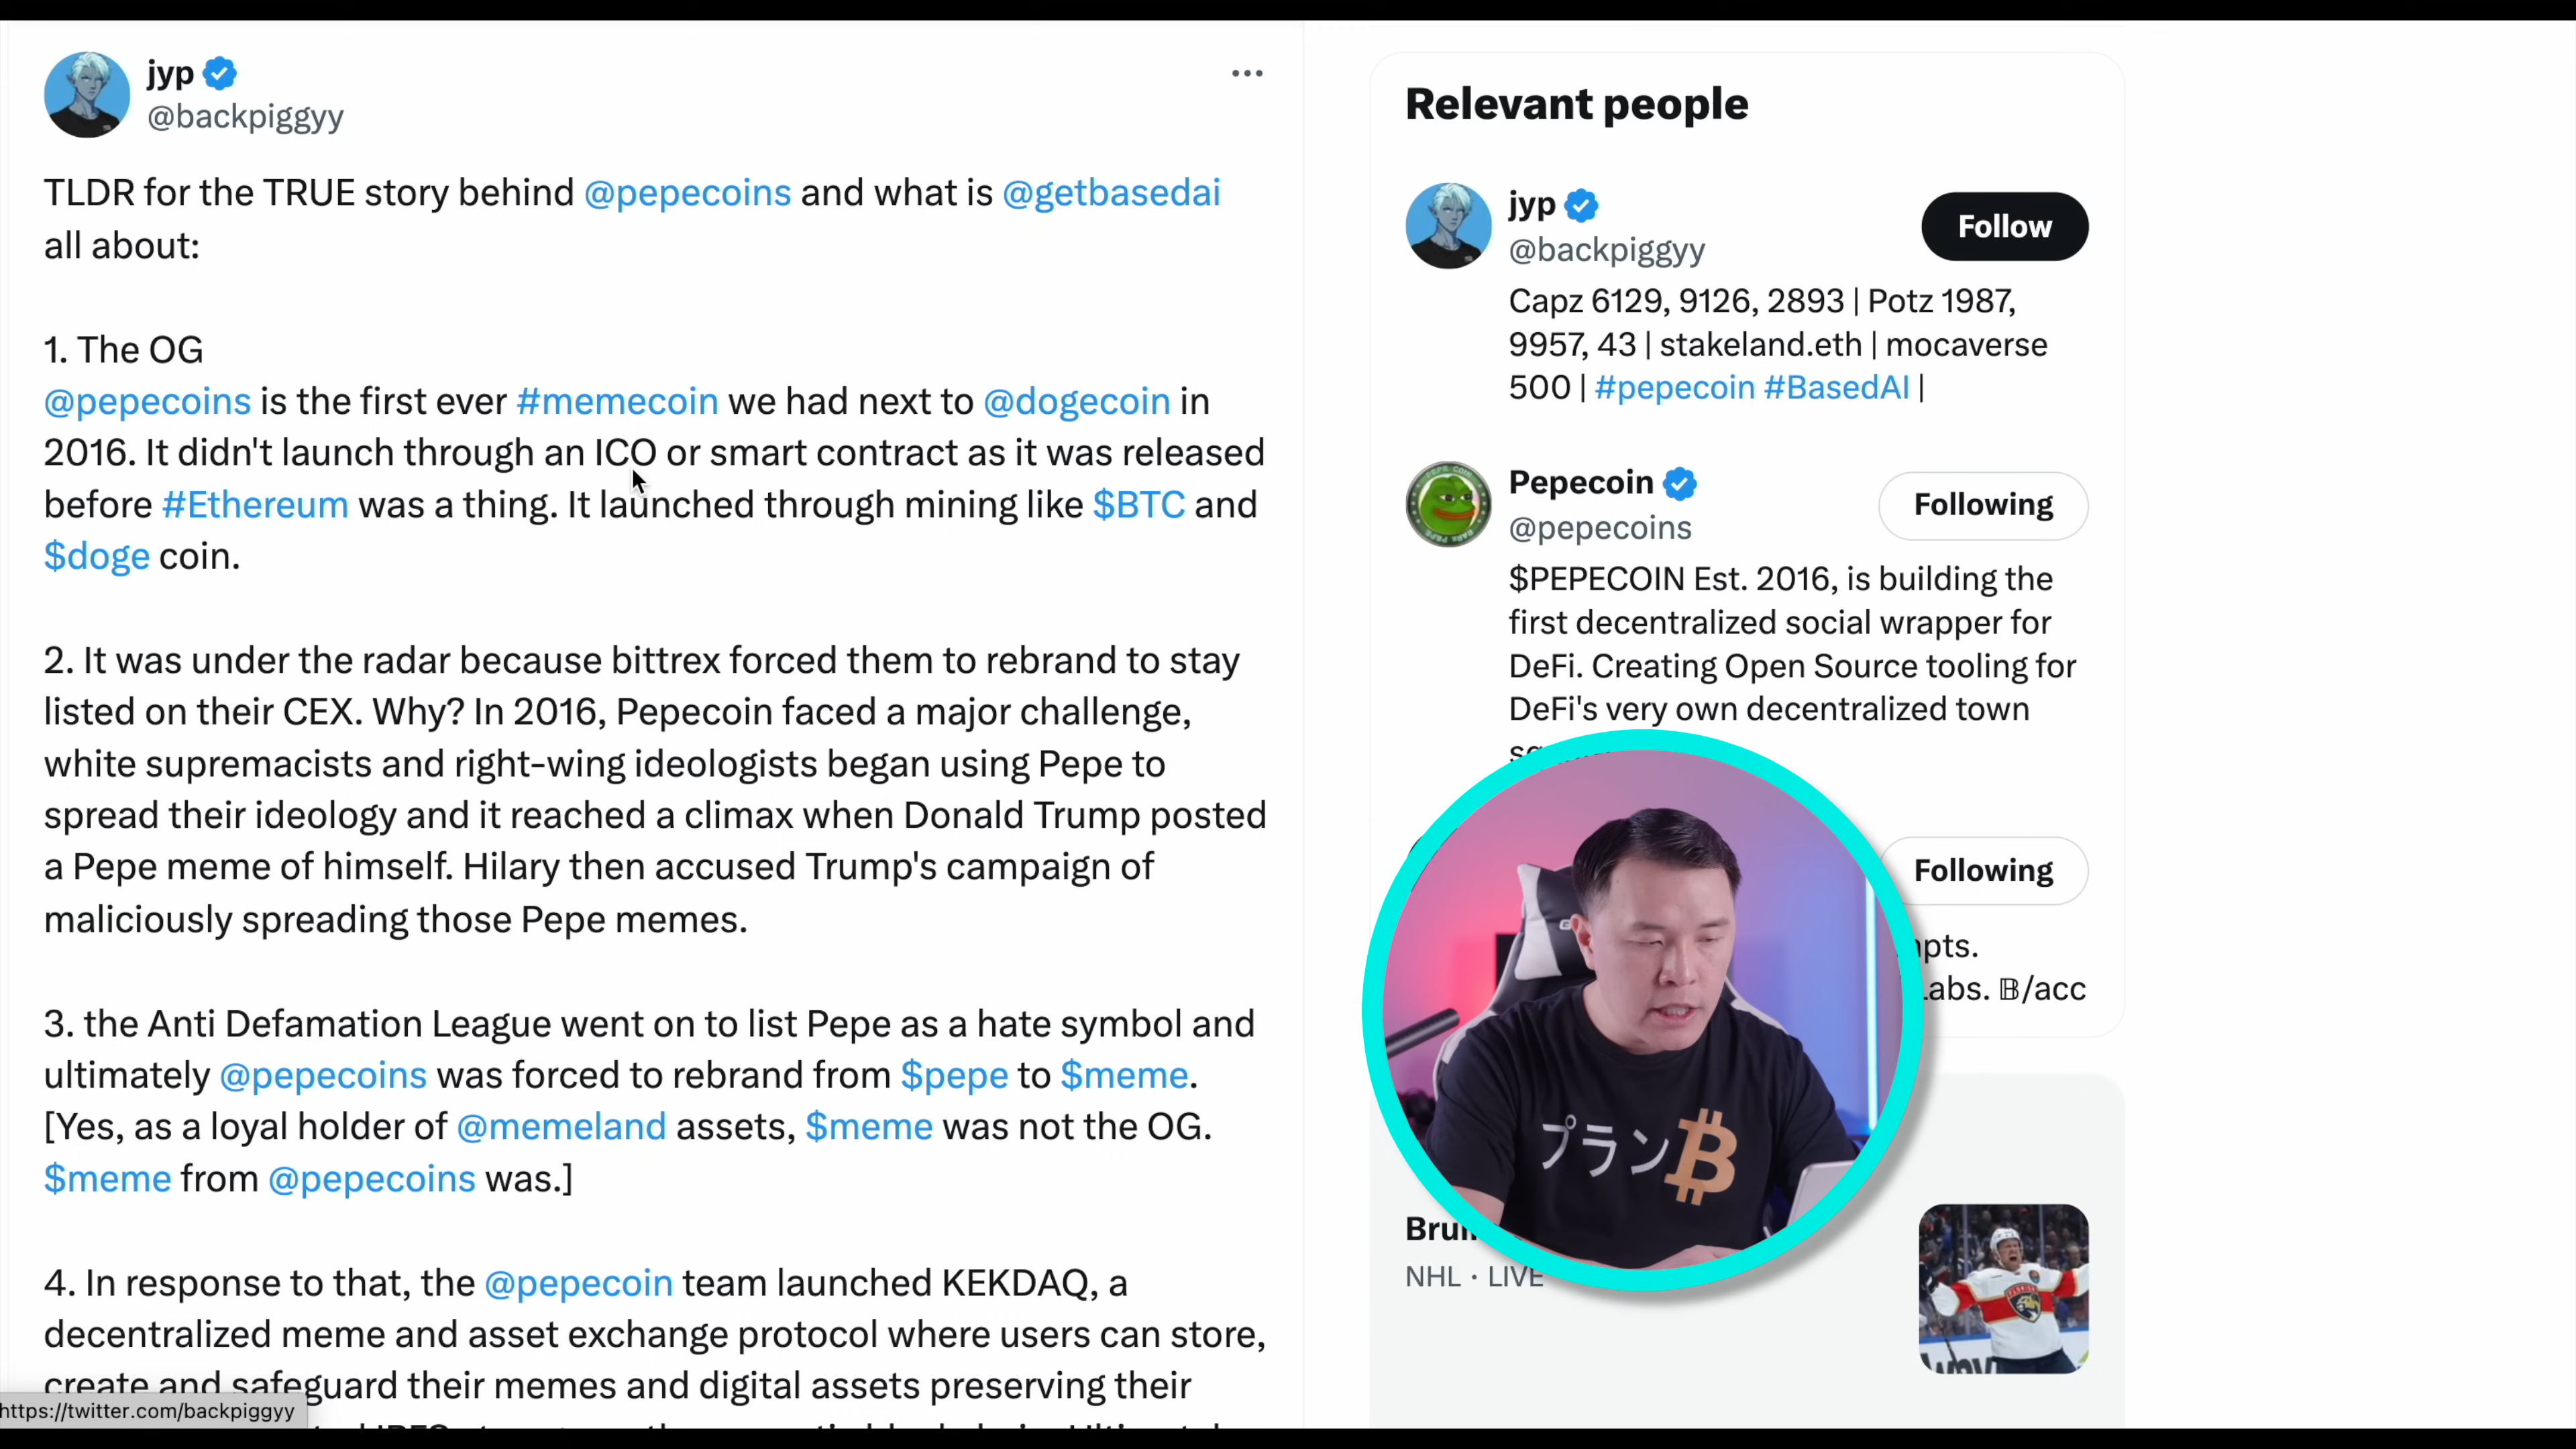 jyp
@backpiggyy
TLDR for the TRUE story behind @pepecoins and what is @getbasedai
all about:
1. The OG
@pepecoins is the first ever #memecoin we had next to @dogecoin in
2016. It didn't launch through an ICO or smart contract as it was released
before #Ethereum was a thing. It launched through mining like $BTC and
$doge coin.
2. It was under the radar because bittrex forced them to rebrand to stay
listed on their CEX. Why? In 2016, Pepecoin faced a major challenge,
white supremacists and right-wing ideologists began using Pepe to
spread their ideology and it reached a climax when Donald Trump posted
a Pepe meme of himself. Hilary then accused Trump's campaign of
maliciously spreading those Pepe memes.
3. the Anti Defamation League went on to list Pepe as a hate symbol and
ultimately @pepecoins was forced to rebrand from $pepe to $meme.
[Yes, as a loyal holder of @memeland assets, $meme was not the OG.
$meme from @pepecoins was.]
4. In response to that, the @pepecoin team launched KEKDAQ, a
decentralized meme and asset exchange protocol where users can store,
create and safeguard their memes and digital assets preserving their
https://twitter.com/backpiggyy
Relevant people
jyp
@backpiggyy
Follow
Capz 6129, 9126, 2893 | Potz 1987,
9957, 43 | stakeland.eth | mocaverse
500 | #pepecoin #BasedAI |
Pepecoin
@pepecoins
Following
$PEPECOIN Est. 2016, is building the
first decentralized social wrapper for
DeFi. Creating Open Source tooling for
DeFi's very own decentralized town
Following
Labs. 𝔹/acc
プランB
NHL · LIVE